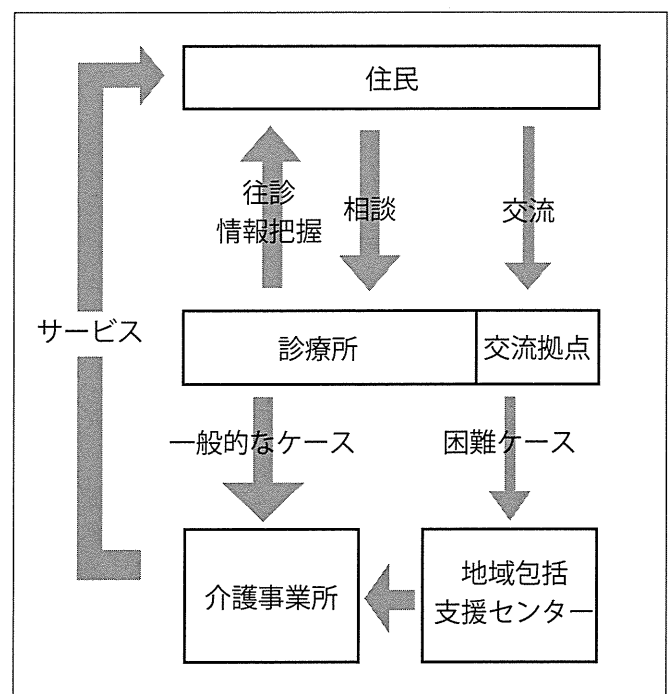 住民
往診
情報把握
相談
交流
サービス
診療所
交流拠点
一般的なケース
困難ケース
介護事業所
地域包括
支援センター